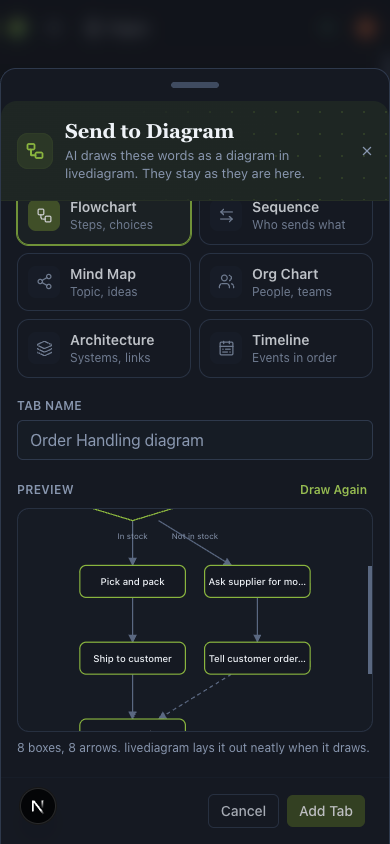 Send to Diagram
AI draws these words as a diagram in
livediagram. They stay as they are here.
Flowchart
Steps, choices
Sequence
Who sends what
Mind Map
Topic, ideas
Org Chart
People, teams
Architecture
Systems, links
Timeline
Events in order
TAB NAME
Order Handling diagram
PREVIEW
Draw Again
In stock
Not in stock
Pick and pack
Ask supplier for mo...
Ship to customer
Tell customer order...
8 boxes, 8 arrows. livediagram lays it out neatly when it draws.
N
Cancel
Add Tab